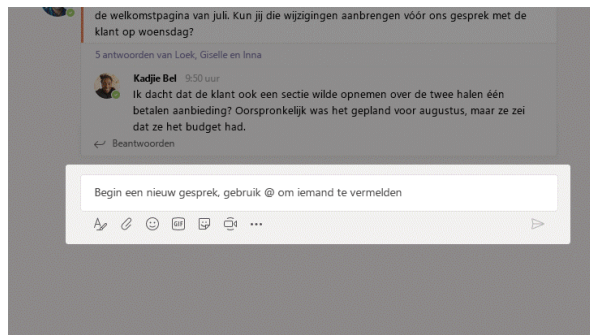 de welkomstpagina van juli. Kun jij die wijzigingen aanbrengen vóór ons gesprek met de
klant op woensdag?
5 antwoorden van Loek, Giselle en Inna
Kadjie Bel 9:50 uur
Ik dacht dat de klant ook een sectie wilde opnemen over de twee halen één
betalen aanbieding? Oorspronkelijk was het gepland voor augustus, maar ze zei
dat ze het budget had.
Beantwoorden
Begin een nieuw gesprek, gebruik @ om iemand te vermelden
GIF